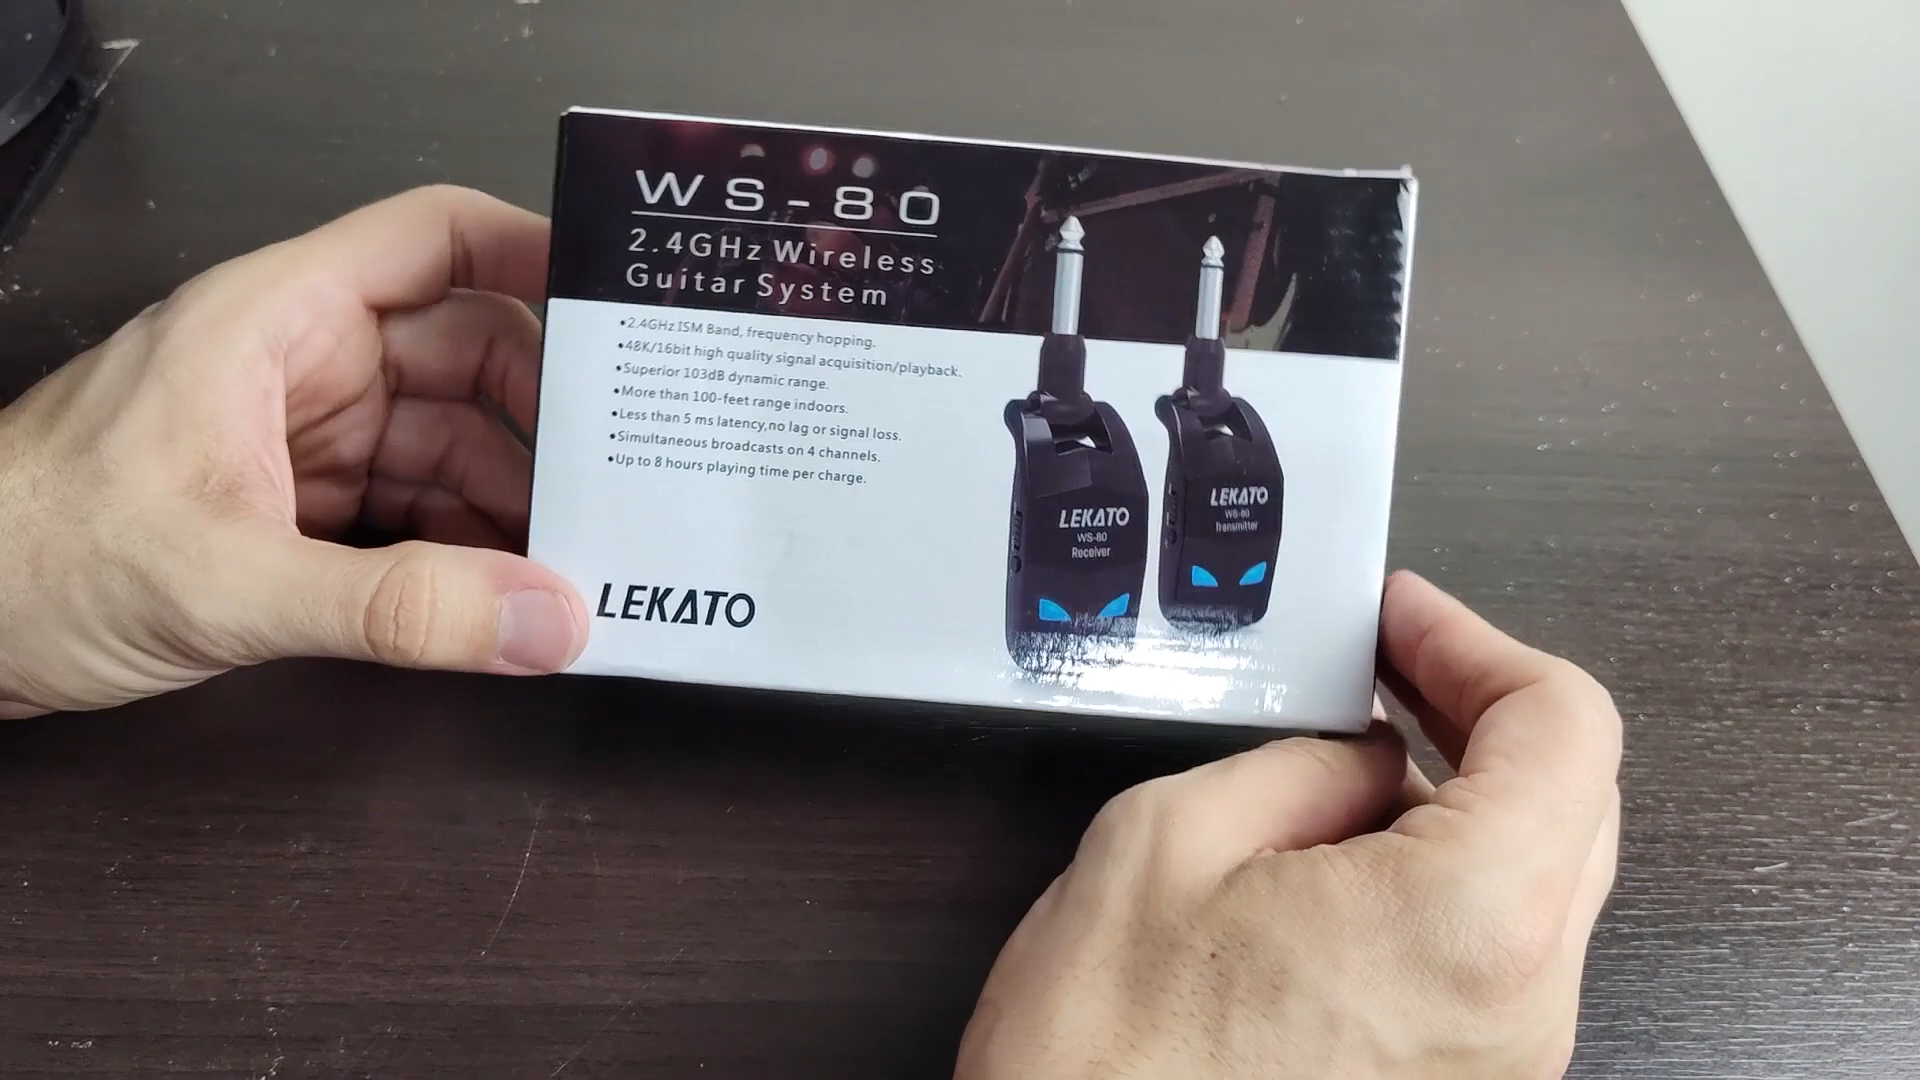 WS-80
2.4GHz Wireless
Guitar System
•2.4GHz ISM Band, frequency hopping.
•48K/16bit high quality signal acquisition/playback.
•Superior 103dB dynamic range.
•More than 100-feet range indoors.
•Less than 5 ms latency,no lag or signal loss.
•Simultaneous broadcasts on 4 channels.
•Up to 8 hours playing time per charge.
LEKATO
LEKATO
WS-80
Receiver
LEKATO
WS-80
Transmitter